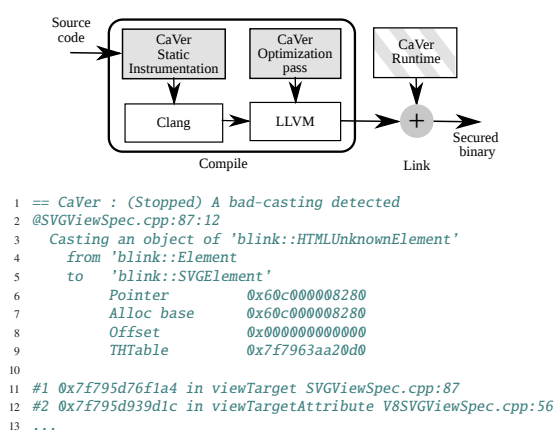 Source
code
CaVer
Static
Instrumentation
CaVer
Optimization
pass
CaVer
Runtime
Clang
LLVM
+
Secured
binary
Compile
Link
1 == CaVer : (Stopped) A bad-casting detected
2 @SVGViewSpec.cpp:87:12
3 Casting an object of 'blink::HTMLUnknownElement'
4 from 'blink::Element
5 to 'blink::SVGElement'
6 Pointer 0x60c000008280
7 Alloc base 0x60c000008280
8 Offset 0x000000000000
9 THTable 0x7f7963aa20d0
10
11 #1 0x7f795d76f1a4 in viewTarget SVGViewSpec.cpp:87
12 #2 0x7f795d939d1c in viewTargetAttribute V8SVGViewSpec.cpp:56
13 ...